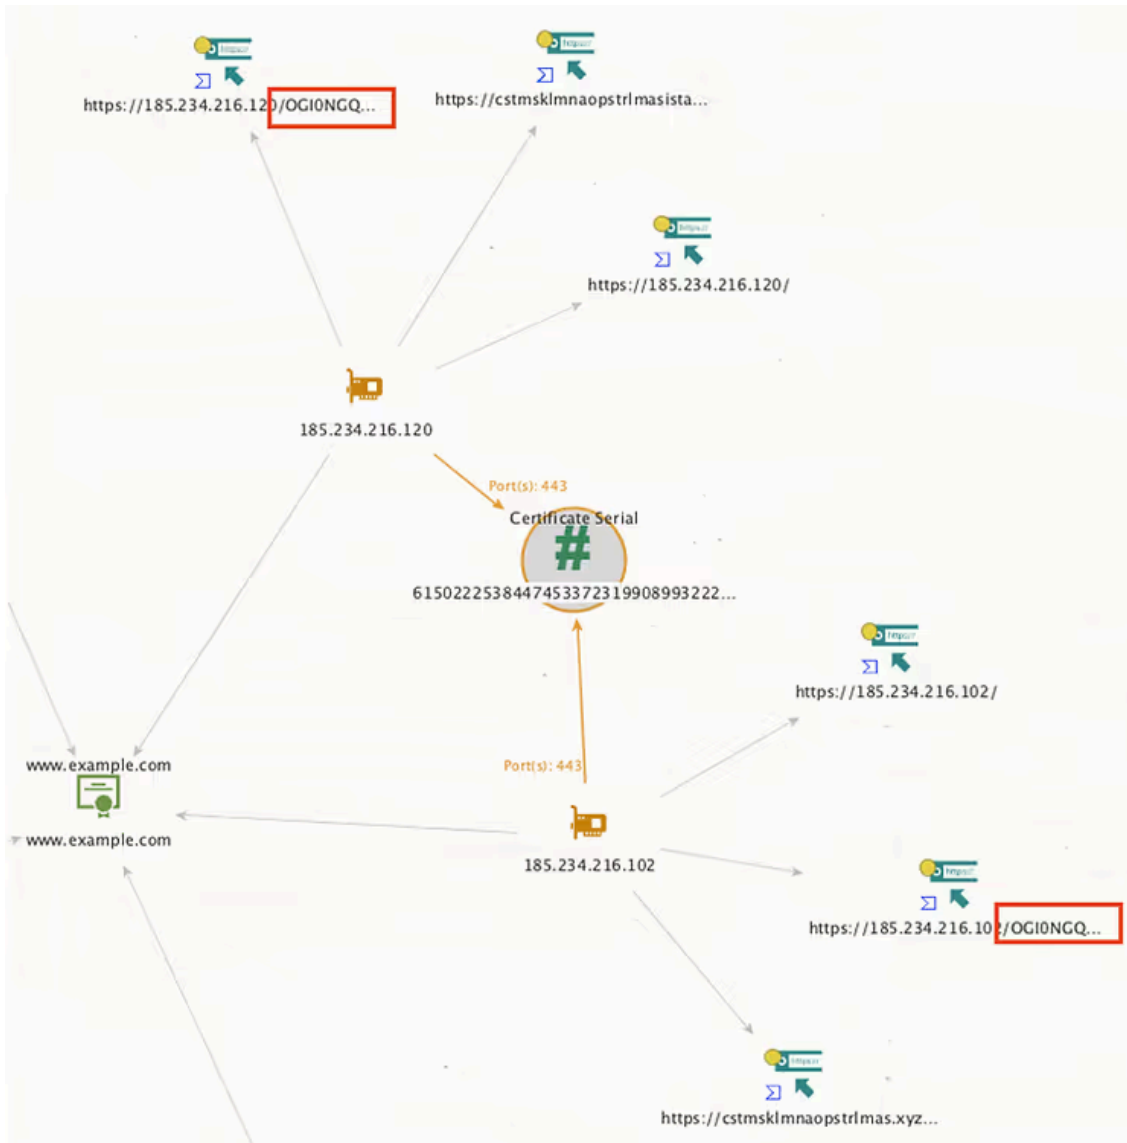 https://185.234.216.120/OGI0NGQ...
https://cstmsklmnaopstrlmasista...
https://185.234.216.120/
185.234.216.120
Port(s): 443
Certificate Serial
#
6150222538447453372319908993222...
https://185.234.216.102/
www.example.com
Port(s): 443
www.example.com
185.234.216.102
https://185.234.216.102/OGI0NGQ...
https://cstmsklmnaopstrlmas.xyz...